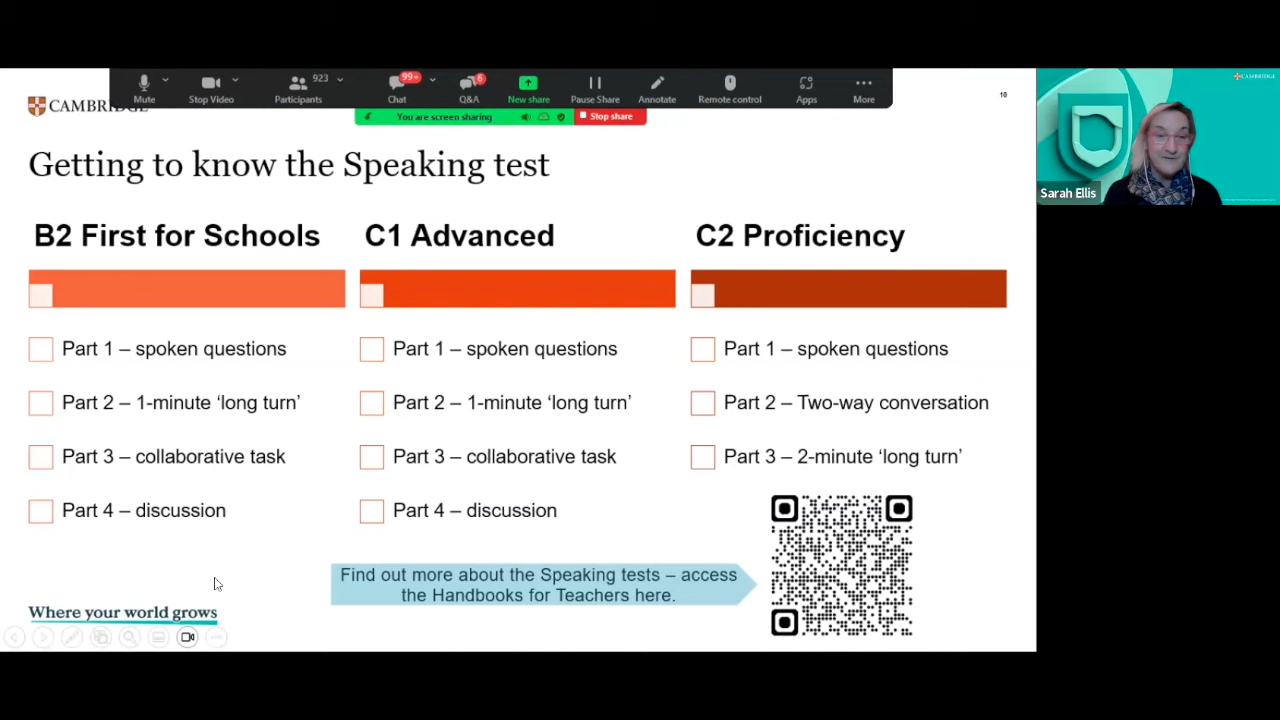 Mute
Stop Video
Participants
923
Chat
99+
Q&A
6
New share
Pause Share
Annotate
Remote control
Apps
More
You are screen sharing
Stop share
CAMBRIDGE
10
CAMBRIDGE
Sarah Ellis
Getting to know the Speaking test
B2 First for Schools
Part 1 – spoken questions
Part 2 – 1-minute ‘long turn’
Part 3 – collaborative task
Part 4 – discussion
C1 Advanced
Part 1 – spoken questions
Part 2 – 1-minute ‘long turn’
Part 3 – collaborative task
Part 4 – discussion
C2 Proficiency
Part 1 – spoken questions
Part 2 – Two-way conversation
Part 3 – 2-minute ‘long turn’
Find out more about the Speaking tests – access
the Handbooks for Teachers here.
Where your world grows